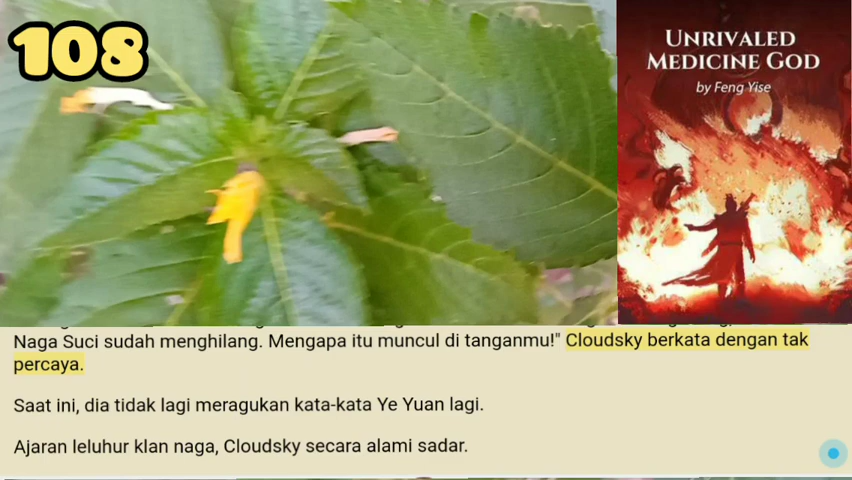 108
UNRIVALED
MEDICINE GOD
by Feng Yise
Naga Suci sudah menghilang. Mengapa itu muncul di tanganmu!" Cloudsky berkata dengan tak
percaya.
Saat ini, dia tidak lagi meragukan kata-kata Ye Yuan lagi.
Ajaran leluhur klan naga, Cloudsky secara alami sadar.